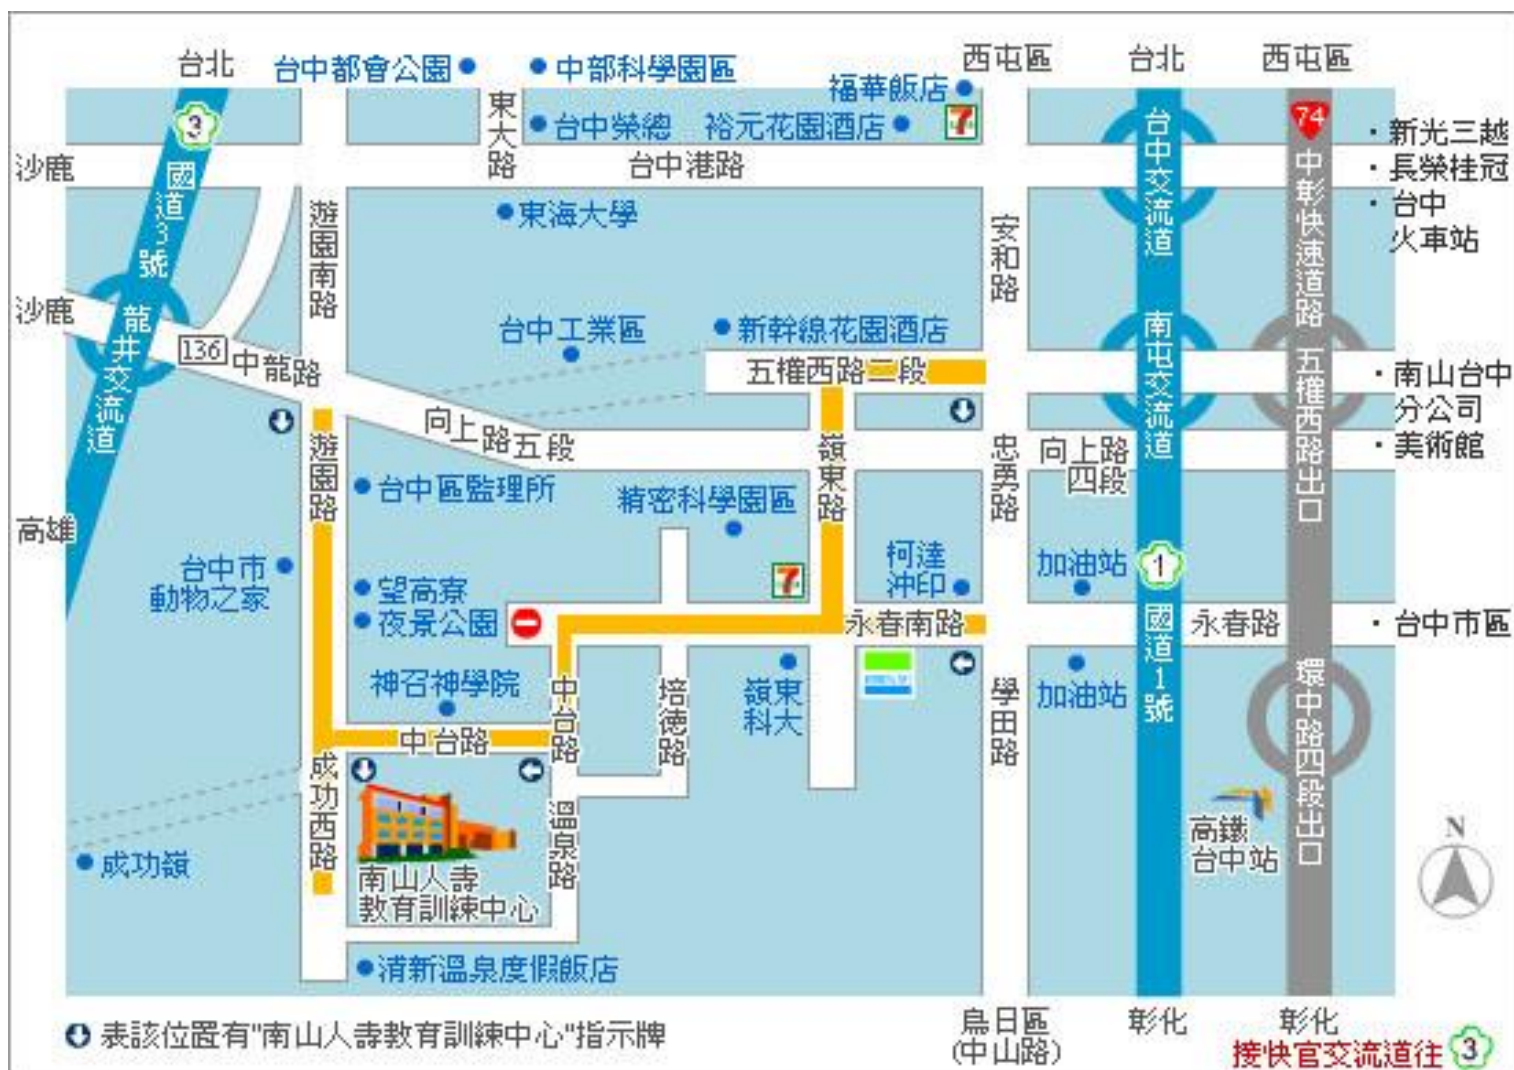 台北
台中都會公園
中部科學園區
西屯區
台北
西屯區
福華飯店
3
東大路
台中榮總
裕元花園酒店
7
台中交流道
74
新光三越
沙鹿
國道3號
台中港路
中彰快速道路
長榮桂冠
遊園南路
東海大學
安和路
台中
火車站
沙鹿
龍井交流道
136
中龍路
台中工業區
新幹線花園酒店
南屯交流道
五權西路出口
五權西路二段
南山台中
分公司
向上路五段
嶺東路
忠勇路
向上路
四段
美術館
遊園路
台中區監理所
精密科學園區
高雄
台中市
動物之家
望高寮
夜景公園
7
柯達
沖印
加油站
1
永春南路
國道1號
永春路
台中市區
神召神學院
中台路
中台路
培德路
嶺東
科大
學田路
加油站
環中路四段出口
成功西路
溫泉路
高鐵
台中站
N
成功嶺
南山人壽
教育訓練中心
清新溫泉度假飯店
表該位置有"南山人壽教育訓練中心"指示牌
烏日區
(中山路)
彰化
彰化
接快官交流道往 3